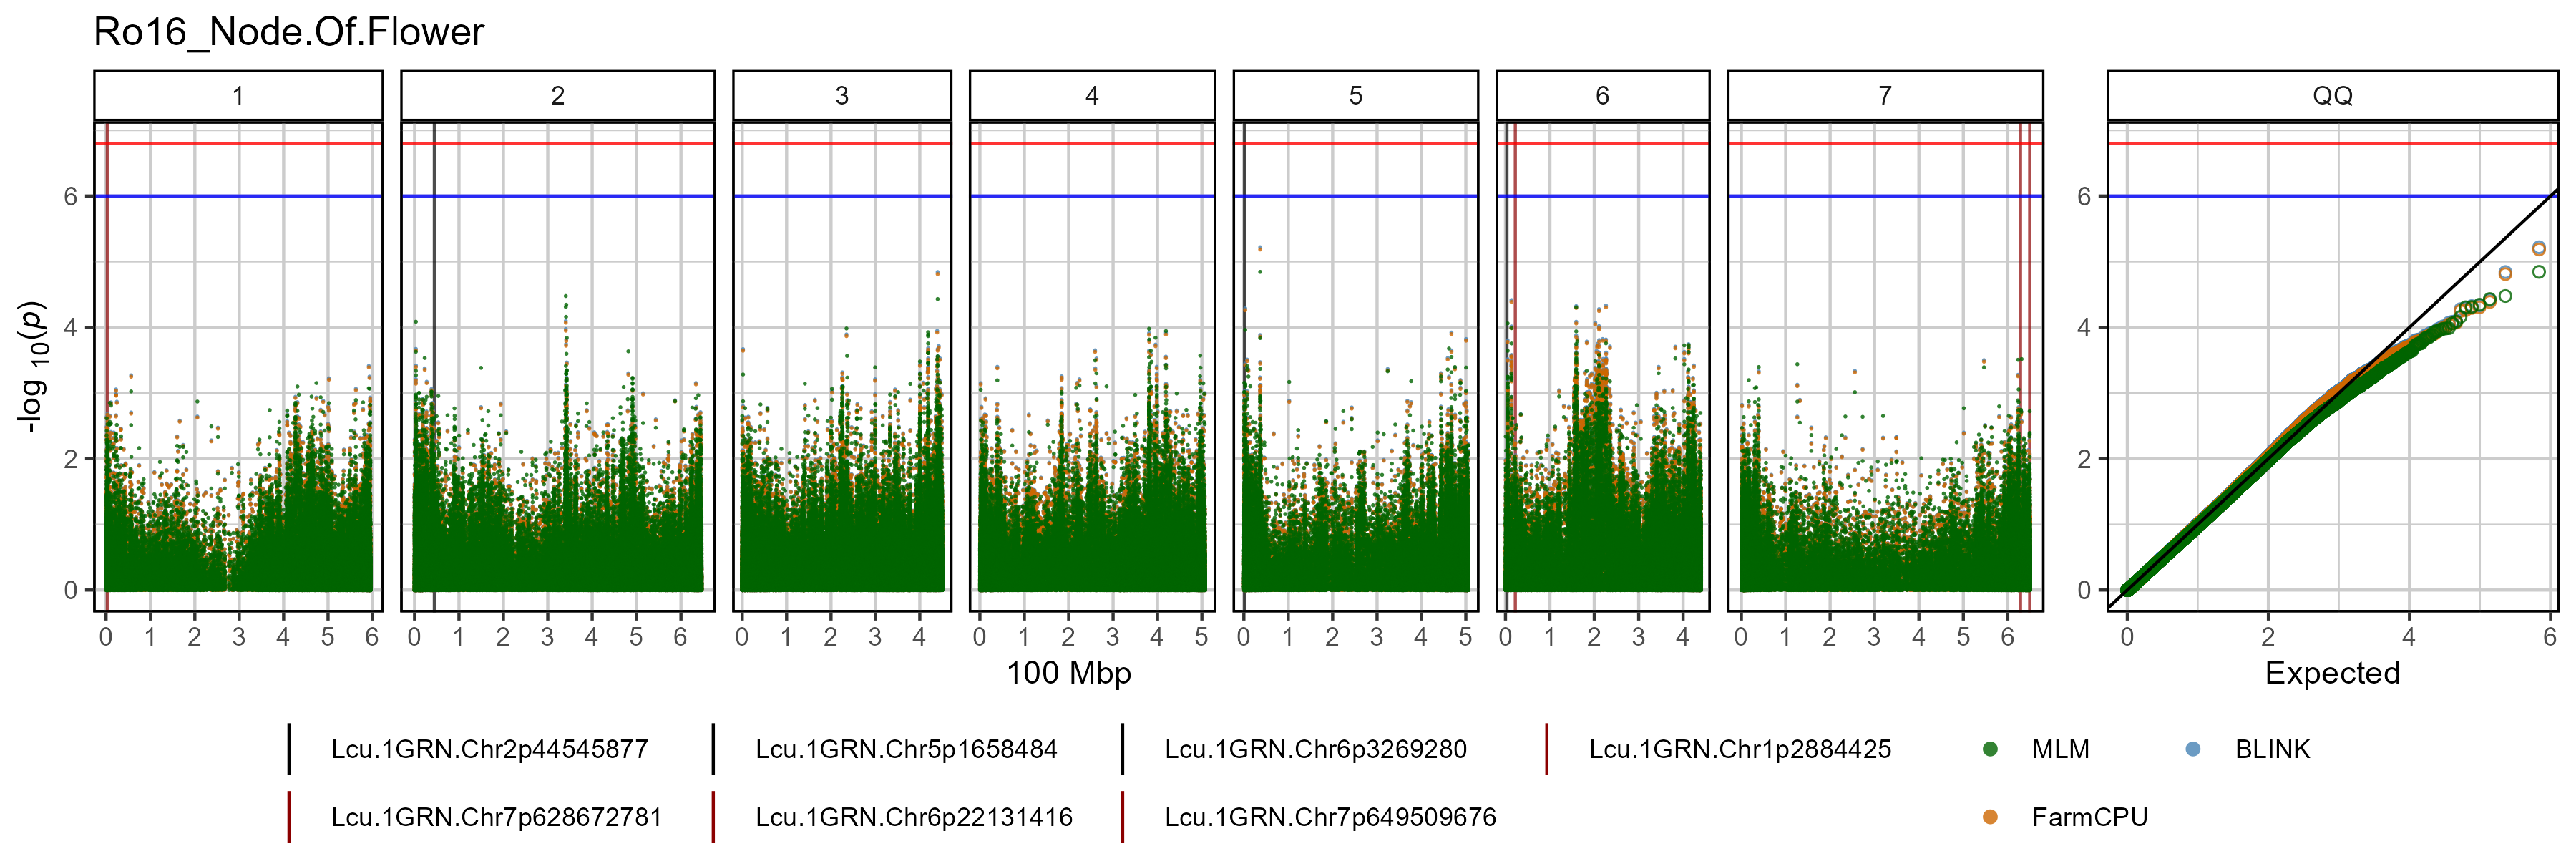 Ro16_Node.Of.Flower
1 2 3 4 5 6 7 QQ
6 6
4 4
2 2
0 0
-log 10(p)
0 1 2 3 4 5 6 0 1 2 3 4 5 6 0 1 2 3 4 0 1 2 3 4 5 0 1 2 3 4 5 0 1 2 3 4 0 1 2 3 4 5 6 0 2 4 6
100 Mbp Expected
Lcu.1GRN.Chr2p44545877 Lcu.1GRN.Chr5p1658484 Lcu.1GRN.Chr6p3269280 Lcu.1GRN.Chr1p2884425 MLM BLINK
Lcu.1GRN.Chr7p628672781 Lcu.1GRN.Chr6p22131416 Lcu.1GRN.Chr7p649509676 FarmCPU